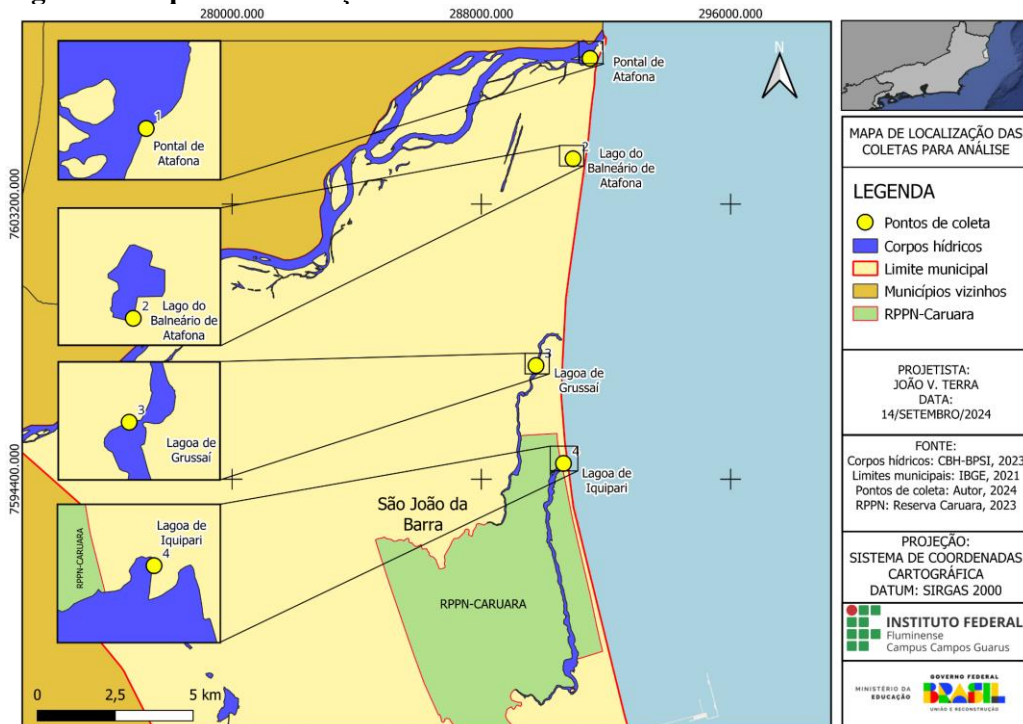 280000.000
288000.000
296000.000
7603200.000
7594400.000
N
1
Pontal de
Atafona
2
Lago do
Balneário de
Atafona
3
Lagoa de
Grussaí
Lagoa de
Iquipari
4
RPPN-CARUARA
1
Pontal de
Atafona
2
Lago do
Balneário de
Atafona
3
Lagoa de
Grussaí
4
Lagoa de
Iquipari
São João da
Barra
RPPN-CARUARA
0
2,5
5 km
MAPA DE LOCALIZAÇÃO DAS
COLETAS PARA ANÁLISE
LEGENDA
Pontos de coleta
Corpos hídricos
Limite municipal
Municípios vizinhos
RPPN-Caruara
PROJETISTA:
JOÃO V. TERRA
DATA:
14/SETEMBRO/2024
FONTE:
Corpos hídricos: CBH-BPSI, 2023
Limites municipais: IBGE, 2021
Pontos de coleta: Autor, 2024
RPPN: Reserva Caruara, 2023
PROJEÇÃO:
SISTEMA DE COORDENADAS
CARTOGRÁFICA
DATUM: SIRGAS 2000
INSTITUTO FEDERAL
Fluminense
Campus Campos Guarus
MINISTÉRIO DA
EDUCAÇÃO
GOVERNO FEDERAL
BRASIL
UNIÃO E RECONSTRUÇÃO